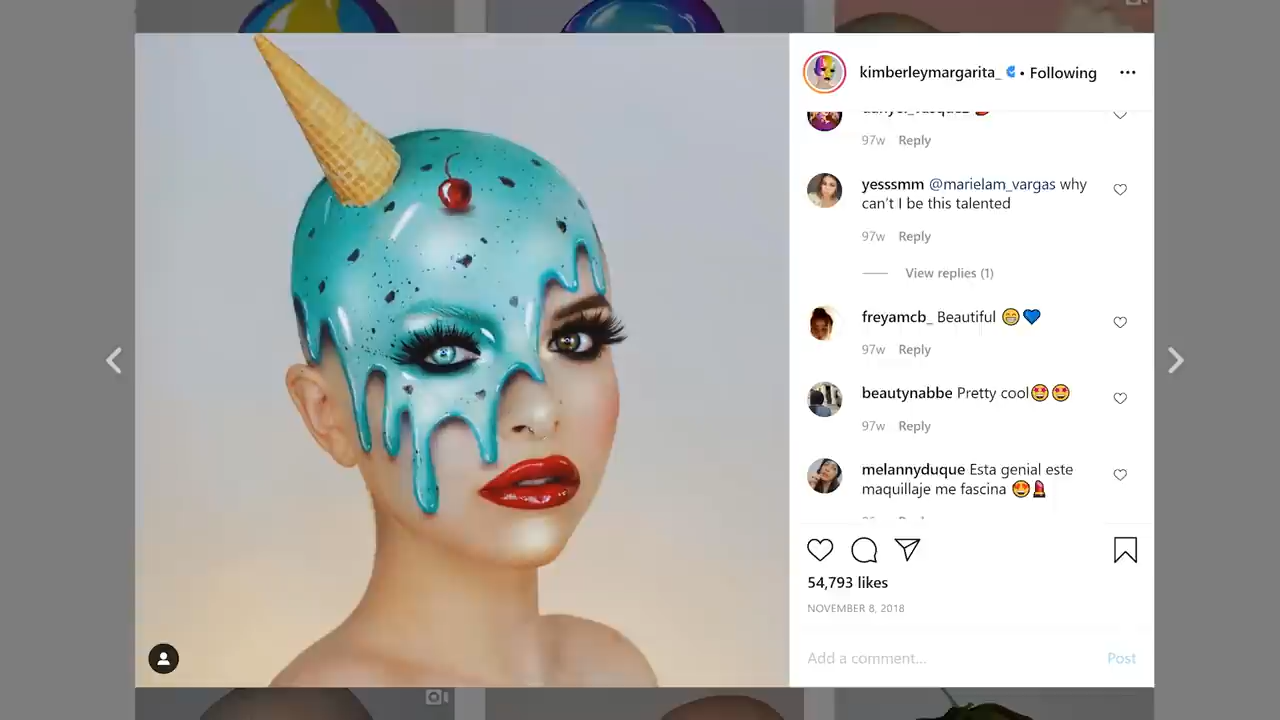 kimberleymargarita_ • Following
97w Reply
yesssmm @marielam_vargas why
can't I be this talented
97w Reply
View replies (1)
freyamcb_ Beautiful 😁💙
97w Reply
beautynabbe Pretty cool😍😍
97w Reply
melannyduque Esta genial este
maquillaje me fascina 😍💄
54,793 likes
NOVEMBER 8, 2018
Add a comment... Post